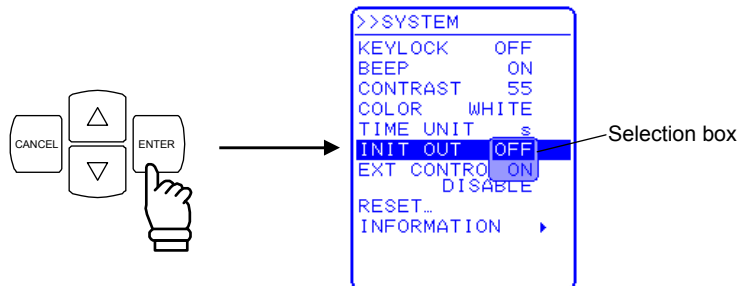 CANCEL
ENTER
>>SYSTEM
KEYLOCK OFF
BEEP ON
CONTRAST 55
COLOR WHITE
TIME UNIT s
INIT OUT OFF
EXT CONTRO ON
DISABLE
RESET…
INFORMATION
Selection box